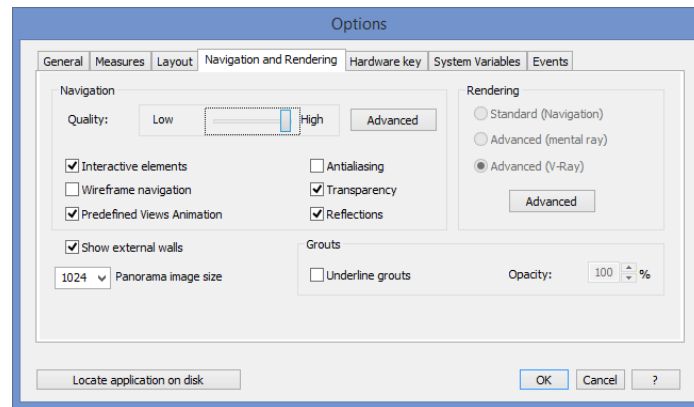 Options
General Measures Layout Navigation and Rendering Hardware key System Variables Events
Navigation
Quality: Low High Advanced
Interactive elements Antialiasing
Wireframe navigation Transparency
Predefined Views Animation Reflections
Rendering
Standard (Navigation)
Advanced (mental ray)
Advanced (V-Ray)
Advanced
Show external walls
1024 Panorama image size
Grouts
Underline grouts Opacity: 100 %
Locate application on disk OK Cancel ?